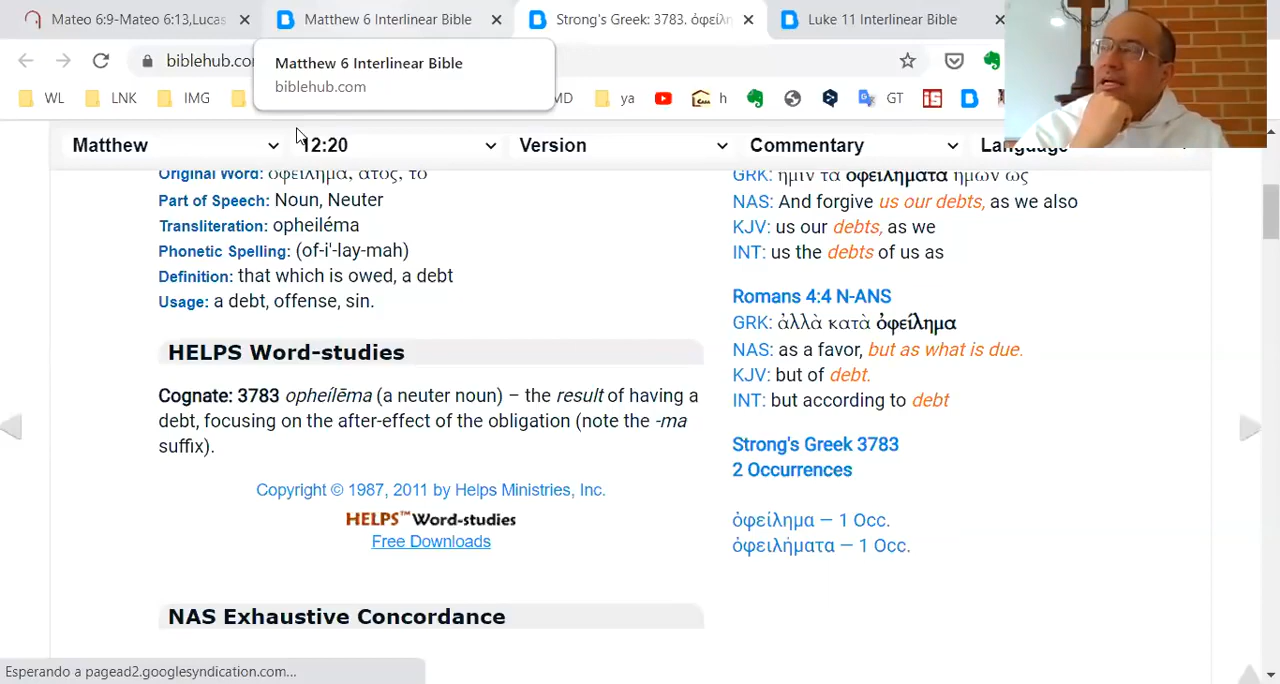 Mateo 6:9-Mateo 6:13,Lucas
Matthew 6 Interlinear Bible
Strong's Greek: 3783. ὀφείλη
Luke 11 Interlinear Bible
Matthew 6 Interlinear Bible
biblehub.com
WL LNK IMG ya h GT
Matthew 12:20 Version Commentary
Original Word: ὀφείλημα, ατος, τό
Part of Speech: Noun, Neuter
Transliteration: opheiléma
Phonetic Spelling: (of-i'-lay-mah)
Definition: that which is owed, a debt
Usage: a debt, offense, sin.
HELPS Word-studies
Cognate: 3783 opheílēma (a neuter noun) – the result of having a
debt, focusing on the after-effect of the obligation (note the -ma
suffix).
Copyright © 1987, 2011 by Helps Ministries, Inc.
HELPS™Word-studies
Free Downloads
NAS Exhaustive Concordance
GRK: ἡμῖν τὰ ὀφειλήματα ἡμῶν ὡς
NAS: And forgive us our debts, as we also
KJV: us our debts, as we
INT: us the debts of us as
Romans 4:4 N-ANS
GRK: ἀλλὰ κατὰ ὀφείλημα
NAS: as a favor, but as what is due.
KJV: but of debt.
INT: but according to debt
Strong's Greek 3783
2 Occurrences
ὀφείλημα — 1 Occ.
ὀφειλήματα — 1 Occ.
Esperando a pagead2.googlesyndication.com...